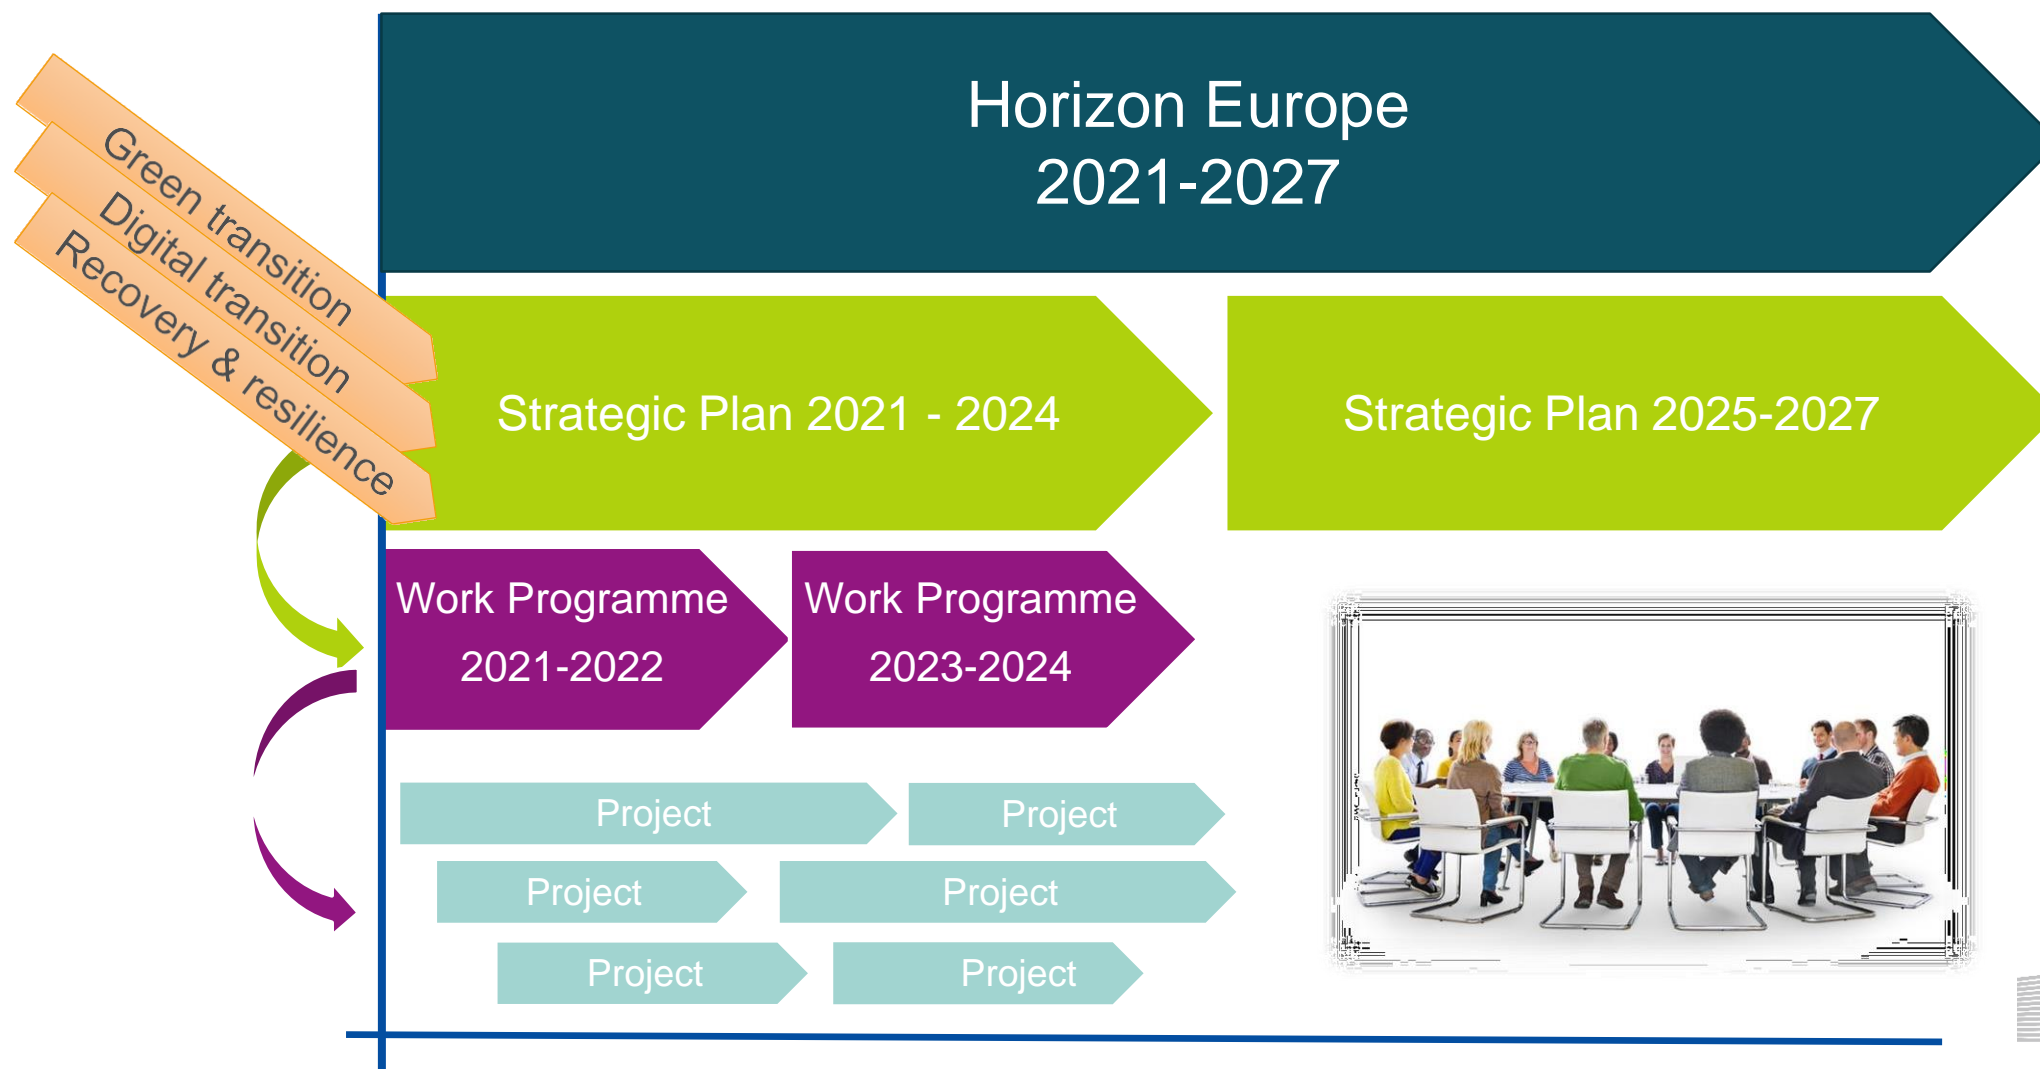 Horizon Europe
2021-2027
Green transition
Digital transition
Recovery & resilience
Strategic Plan 2021 - 2024
Strategic Plan 2025-2027
Work Programme
2021-2022
Work Programme
2023-2024
Project
Project
Project
Project
Project
Project